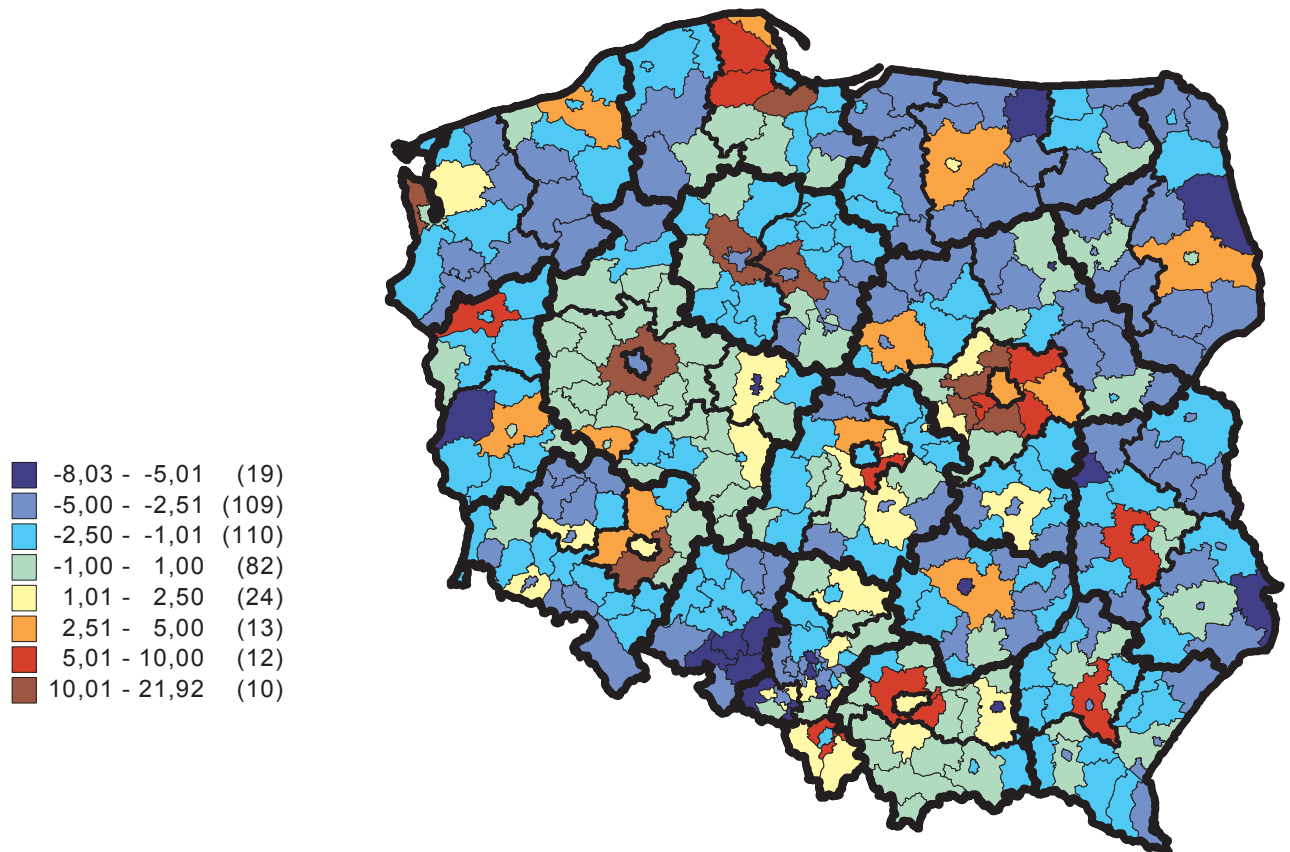 -8,03 - -5,01 (19)
-5,00 - -2,51 (109)
-2,50 - -1,01 (110)
-1,00 - 1,00 (82)
1,01 - 2,50 (24)
2,51 - 5,00 (13)
5,01 - 10,00 (12)
10,01 - 21,92 (10)